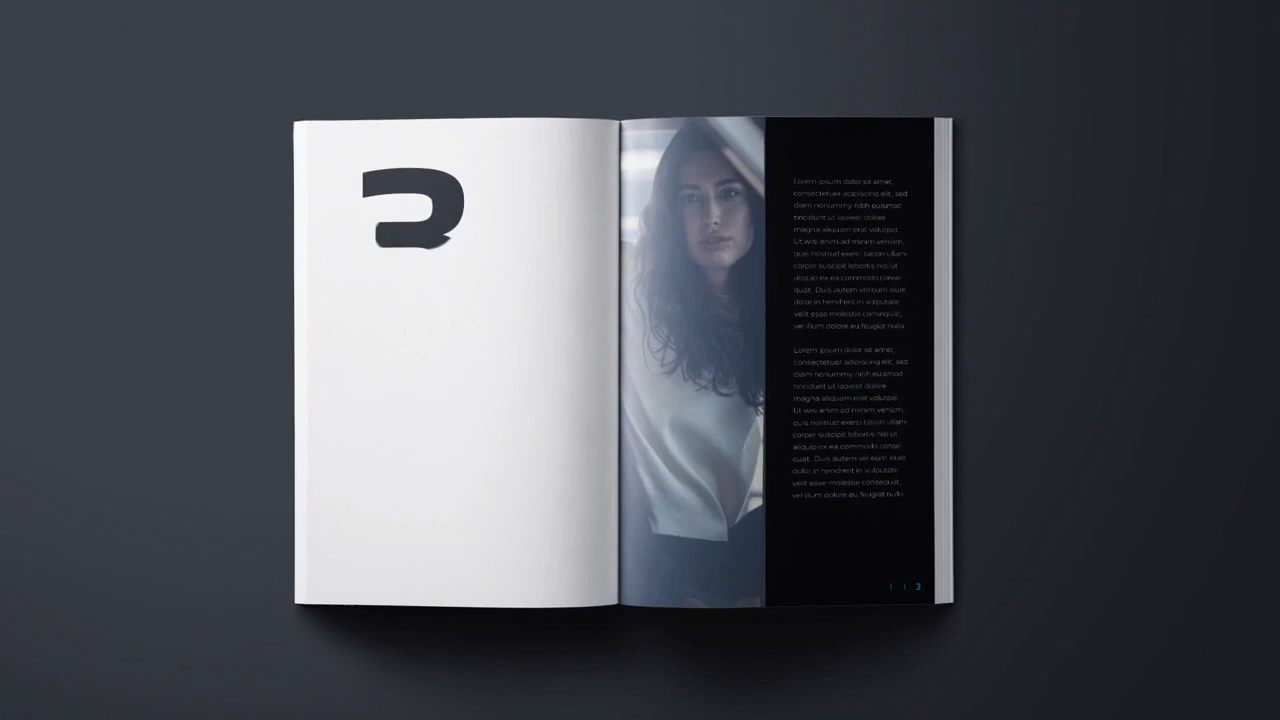 Lorem ipsum dolor sit amet,
consectetuer adipiscing elit, sed
diam nonummy nibh euismod
tincidunt ut laoreet dolore
magna aliquam erat volutpat.
Ut wisi enim ad minim veniam,
quis nostrud exerci tation ullam-
corper suscipit lobortis nisl ut
aliquip ex ea commodo conse-
quat. Duis autem vel eum iriure
dolor in hendrerit in vulputate
velit esse molestie consequat,
vel illum dolore eu feugiat nulla
Lorem ipsum dolor sit amet,
consectetuer adipiscing elit, sed
diam nonummy nibh euismod
tincidunt ut laoreet dolore
magna aliquam erat volutpat.
Ut wisi enim ad minim veniam,
quis nostrud exerci tation ullam-
corper suscipit lobortis nisl ut
aliquip ex ea commodo conse-
quat. Duis autem vel eum iriure
dolor in hendrerit in vulputate
velit esse molestie consequat,
vel illum dolore eu feugiat nulla
| | 3